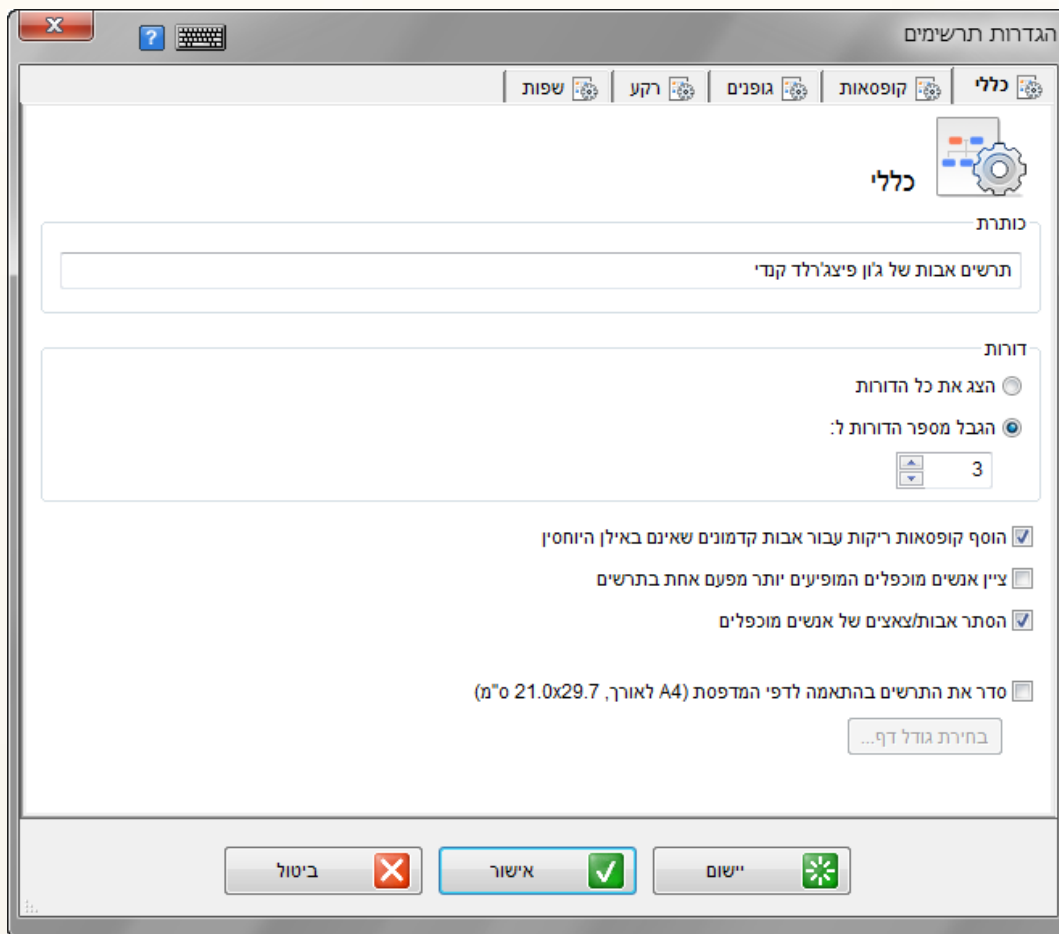 הגדרות תרשימים
כללי קופסאות גופנים רקע שפות
כללי
כותרת
תרשים אבות של ג'ון פיצג'רלד קנדי
דורות
הצג את כל הדורות
הגבל מספר הדורות ל:
3
הוסף קופסאות ריקות עבור אבות קדמונים שאינם באילן היוחסין
ציין אנשים מוכפלים המופיעים יותר מפעם אחת בתרשים
הסתר אבות/צאצים של אנשים מוכפלים
סדר את התרשים בהתאמה לדפי המדפסת (A4 לאורך, 21.0x29.7 ס"מ)
בחירת גודל דף...
יישום אישור ביטול